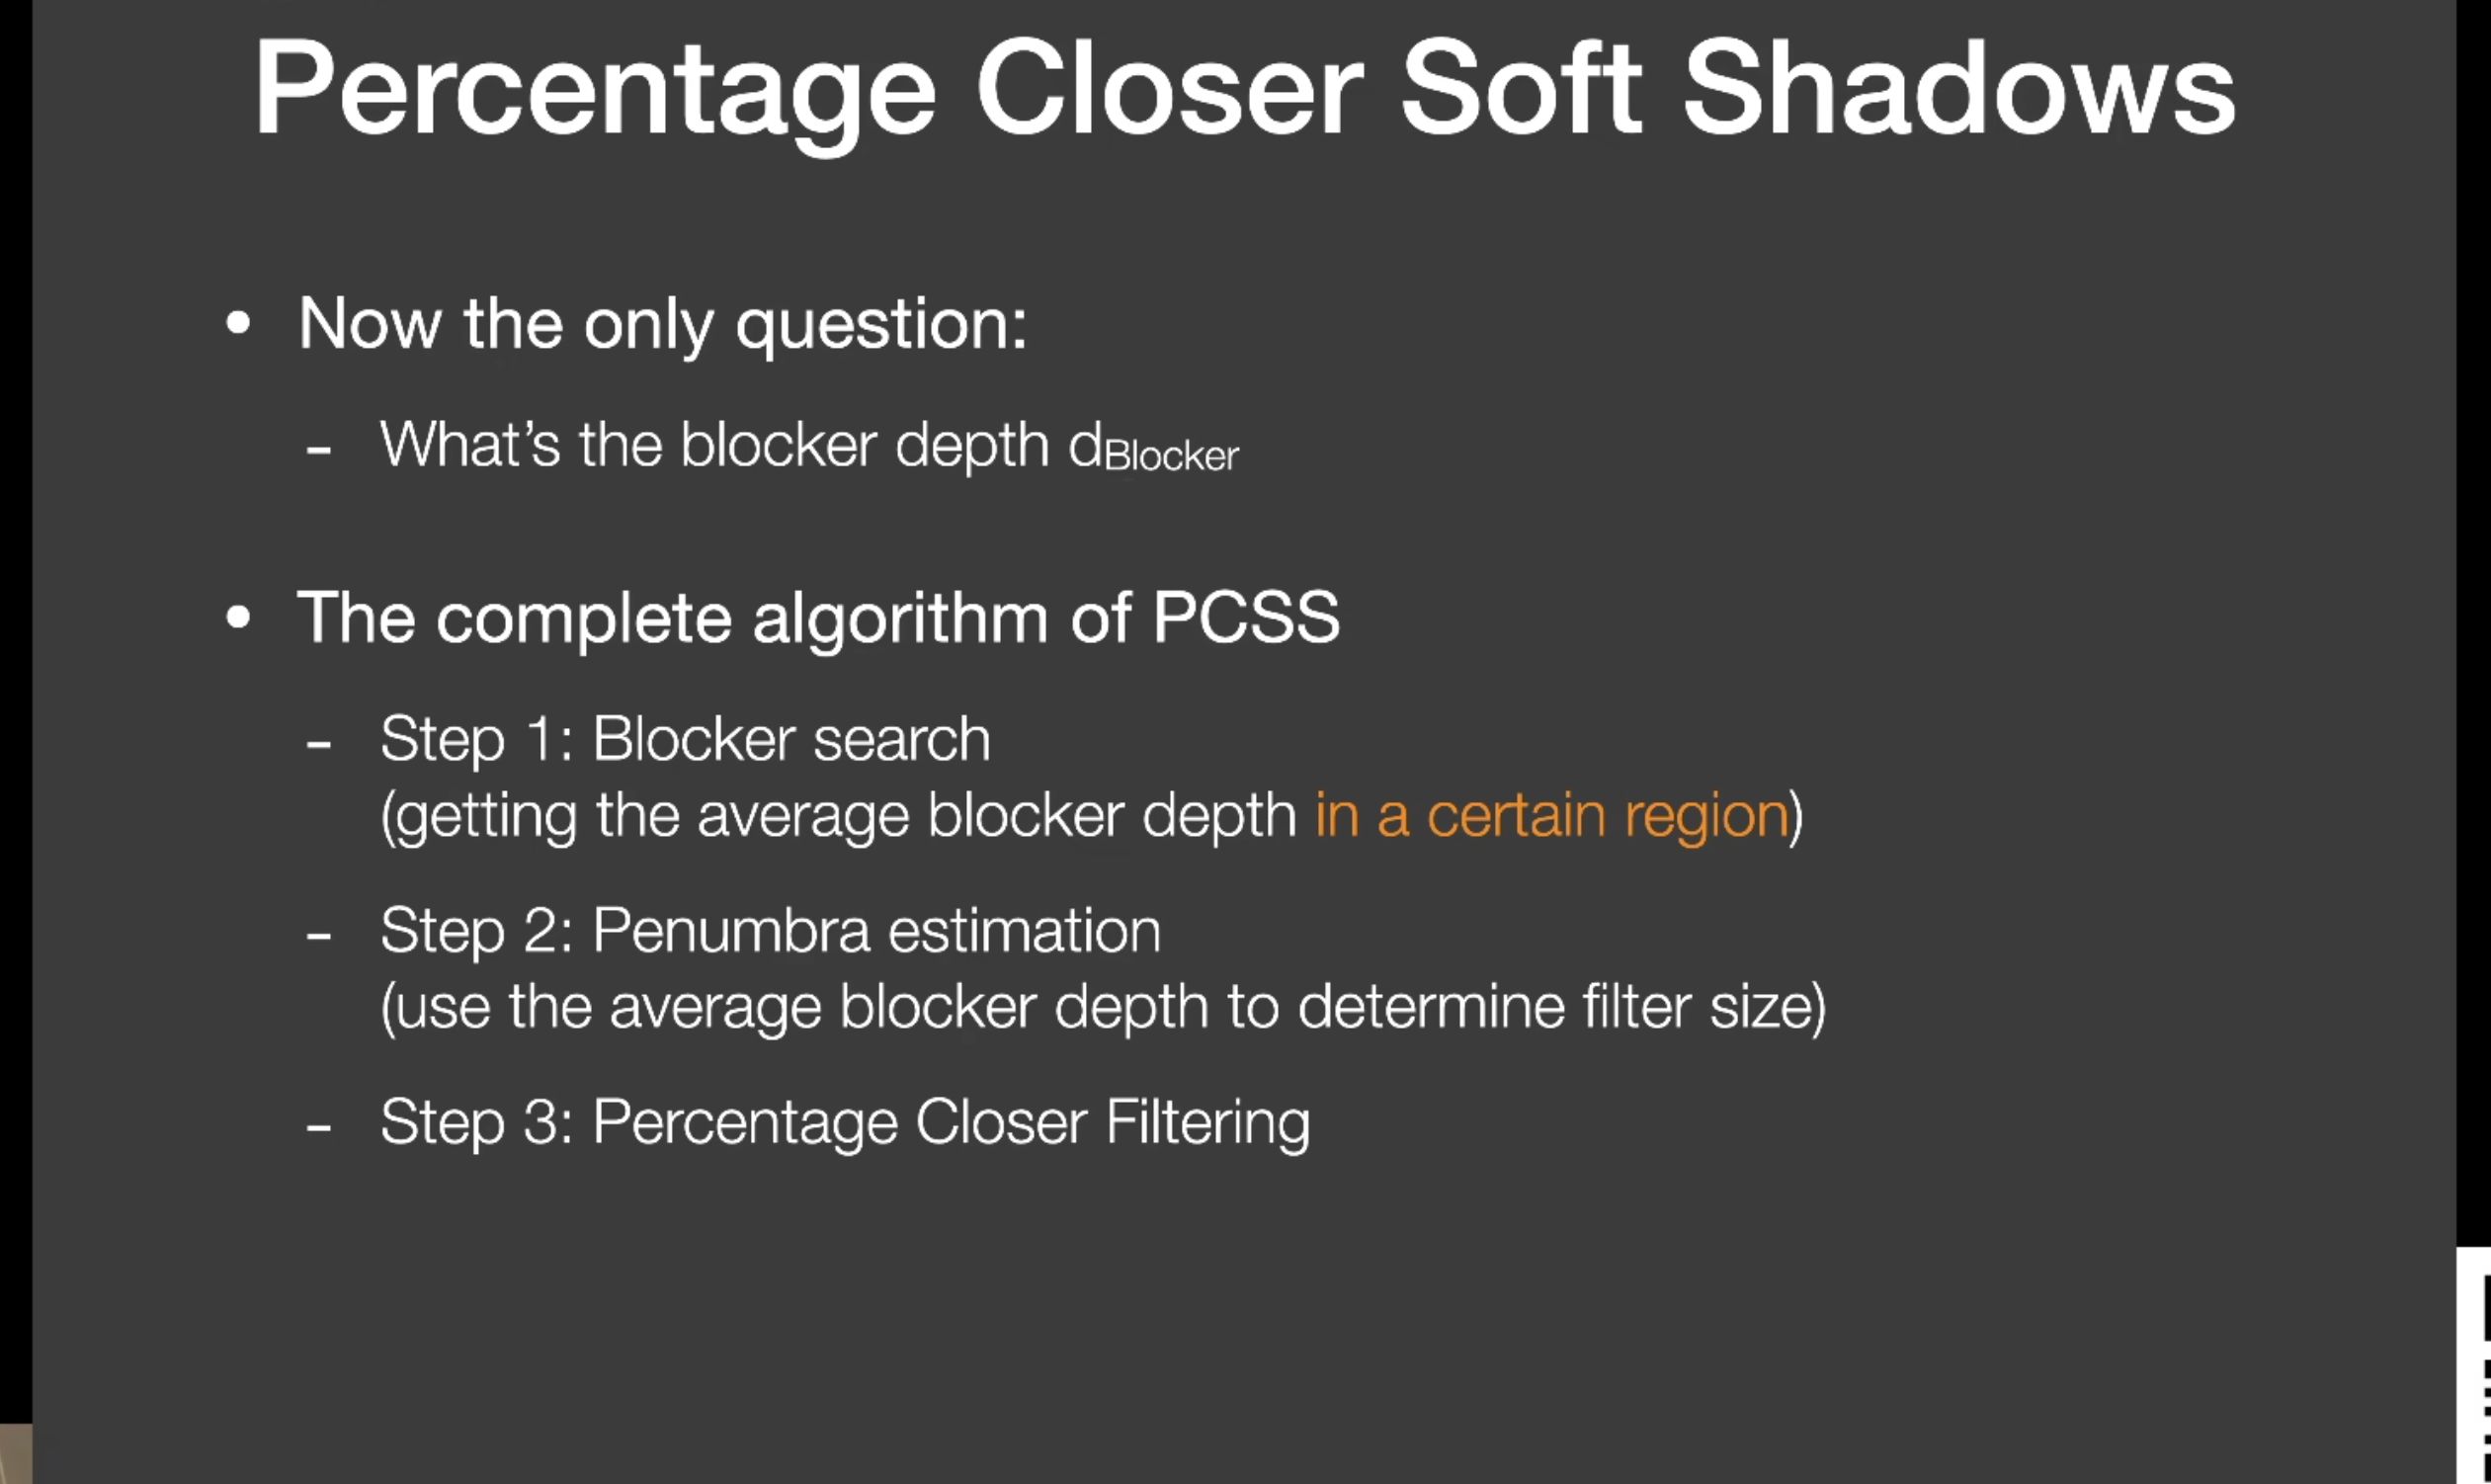 Percentage Closer Soft Shadows
• Now the only question:
- What's the blocker depth dBlocker
• The complete algorithm of PCSS
- Step 1: Blocker search
(getting the average blocker depth in a certain region)
- Step 2: Penumbra estimation
(use the average blocker depth to determine filter size)
- Step 3: Percentage Closer Filtering